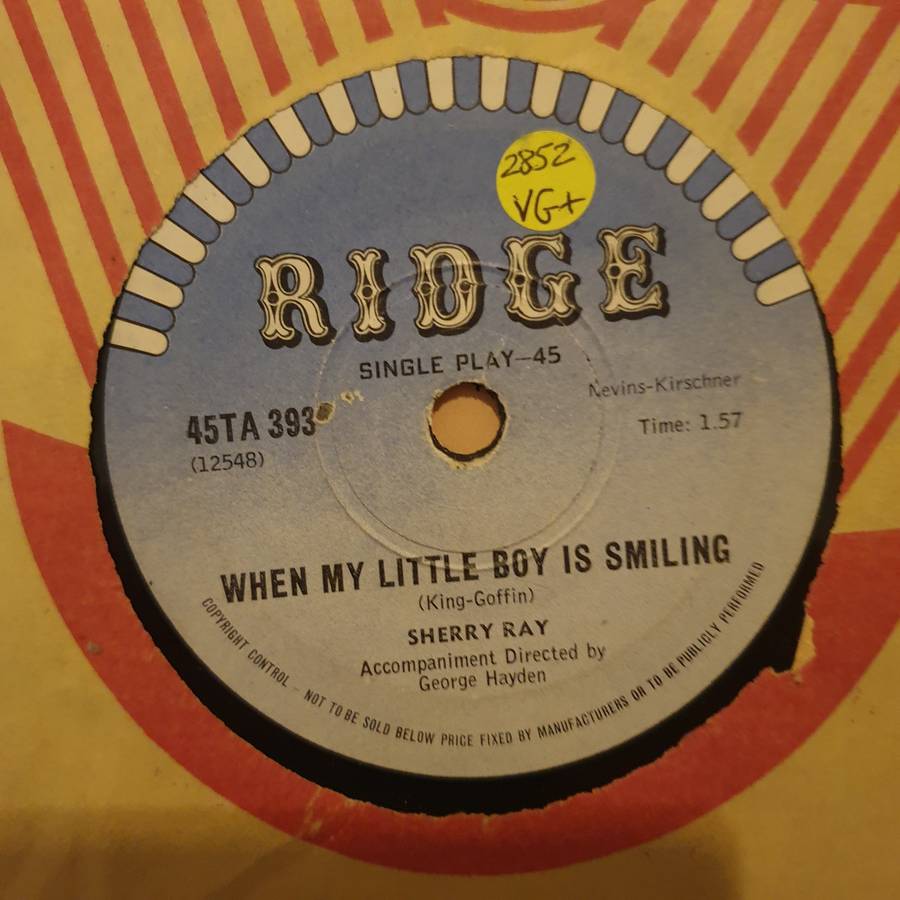 2852
VG+
RIDGE
SINGLE PLAY—45
Nevins-Kirschner
45TA 393
Time: 1.57
(12548)
WHEN MY LITTLE BOY IS SMILING
(King-Goffin)
SHERRY RAY
Accompaniment Directed by
George Hayden
COPYRIGHT CONTROL - NOT TO BE SOLD BELOW PRICE FIXED BY MANUFACTURERS OR TO BE PUBLICLY PERFORMED